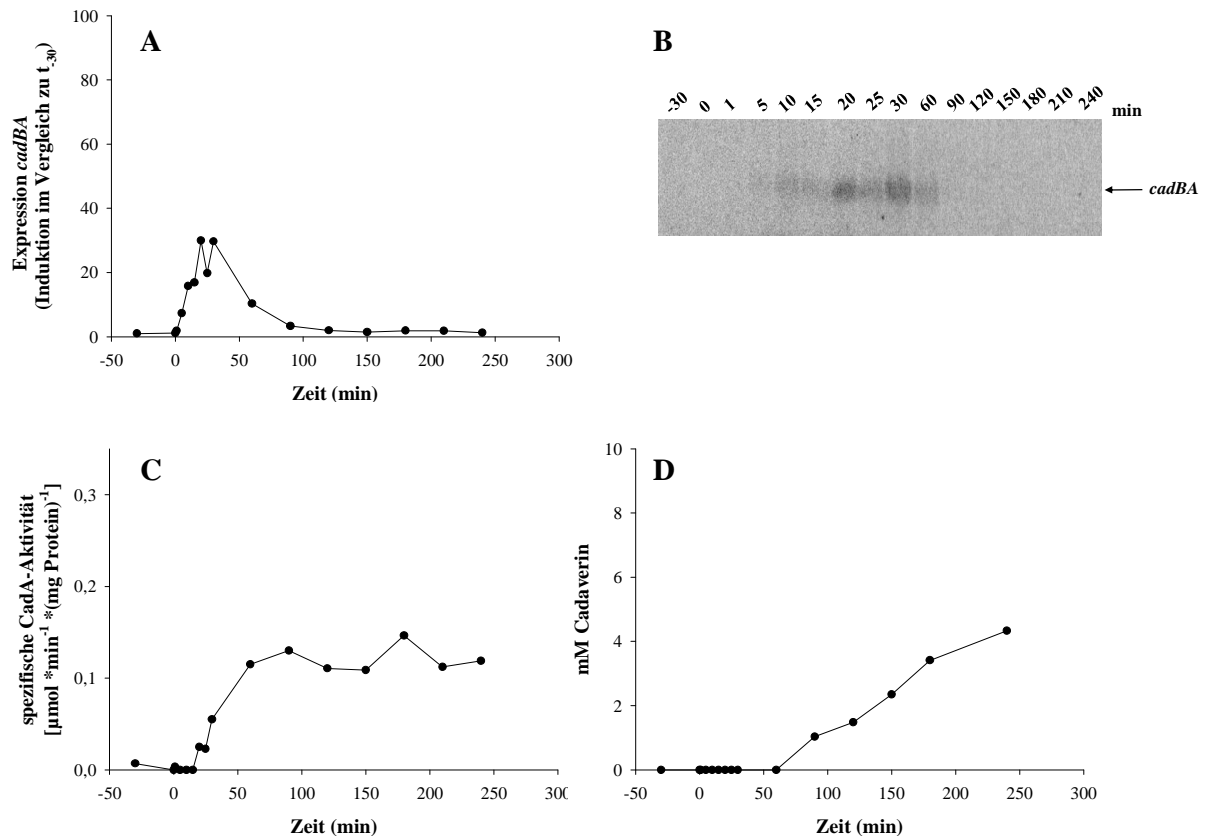 A
100
80
60
40
20
0
Expression cadBA
(Induktion im Vergleich zu t-30)
-50 0 50 100 150 200 250 300
Zeit (min)
B
-30 0 1 5 10 15 20 25 30 60 90 120 150 180 210 240 min
cadBA
C
0,3
0,2
0,1
0,0
spezifische CadA-Aktivität
[µmol *min-1 *(mg Protein)-1]
-50 0 50 100 150 200 250 300
Zeit (min)
D
10
8
6
4
2
0
mM Cadaverin
-50 0 50 100 150 200 250 300
Zeit (min)